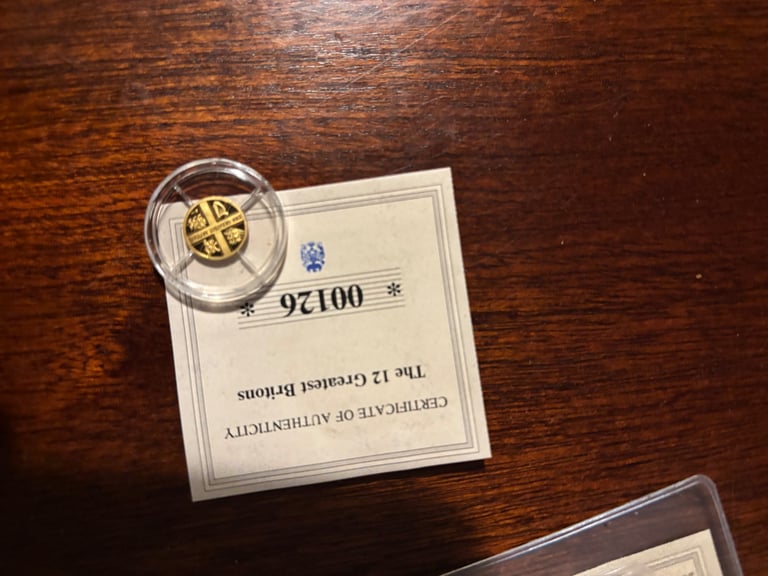 CERTIFICATE OF AUTHENTICITY
The 12 Greatest Britons
* 00126 *